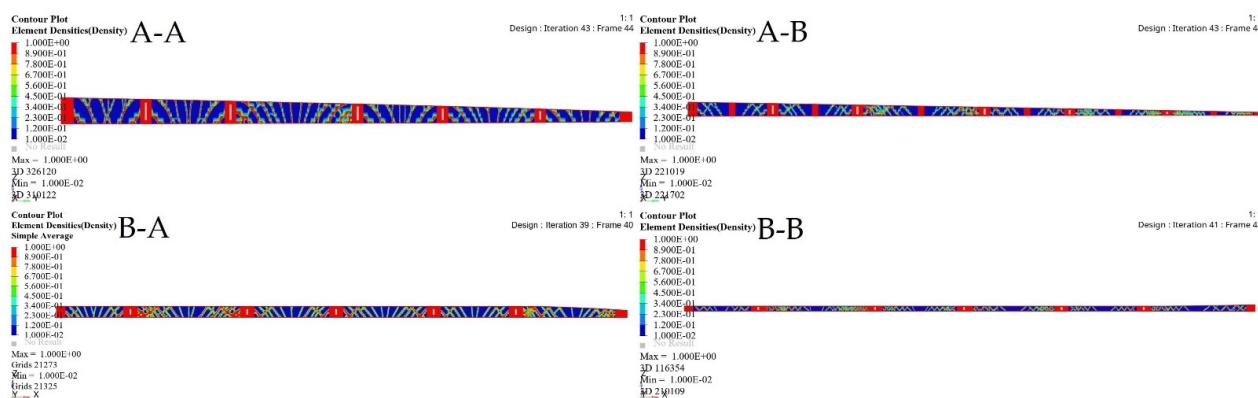 Contour Plot
Element Densities(Density)
A-A
1: 1
Design : Iteration 43 : Frame 44
1.000E+00
8.900E-01
7.800E-01
6.700E-01
5.600E-01
4.500E-01
3.400E-01
2.300E-01
1.200E-01
1.000E-02
No Result
Max = 1.000E+00
3D 326120
Min = 1.000E-02
3D 310122
X Y
Contour Plot
Element Densities(Density)
A-B
1:
Design : Iteration 43 : Frame 4
1.000E+00
8.900E-01
7.800E-01
6.700E-01
5.600E-01
4.500E-01
3.400E-01
2.300E-01
1.200E-01
1.000E-02
No Result
Max = 1.000E+00
3D 221019
Min = 1.000E-02
3D 221702
X Y
Contour Plot
Element Densities(Density)
Simple Average
B-A
1: 1
Design : Iteration 39 : Frame 40
1.000E+00
8.900E-01
7.800E-01
6.700E-01
5.600E-01
4.500E-01
3.400E-01
2.300E-01
1.200E-01
1.000E-02
No Result
Max = 1.000E+00
Grids 21273
Min = 1.000E-02
Grids 21325
Y X
Contour Plot
Element Densities(Density)
B-B
1:
Design : Iteration 41 : Frame 4
1.000E+00
8.900E-01
7.800E-01
6.700E-01
5.600E-01
4.500E-01
3.400E-01
2.300E-01
1.200E-01
1.000E-02
No Result
Max = 1.000E+00
3D 116354
Min = 1.000E-02
3D 210109
Y X